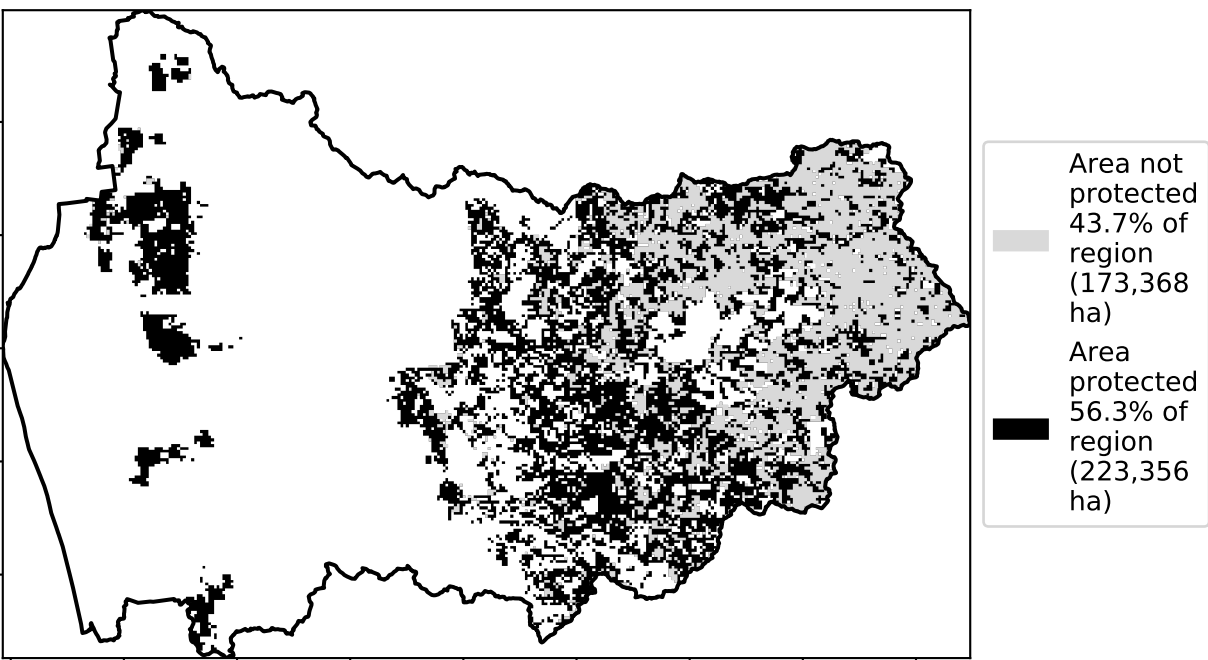 Area not
protected
43.7% of
region
(173,368
ha)
Area
protected
56.3% of
region
(223,356
ha)